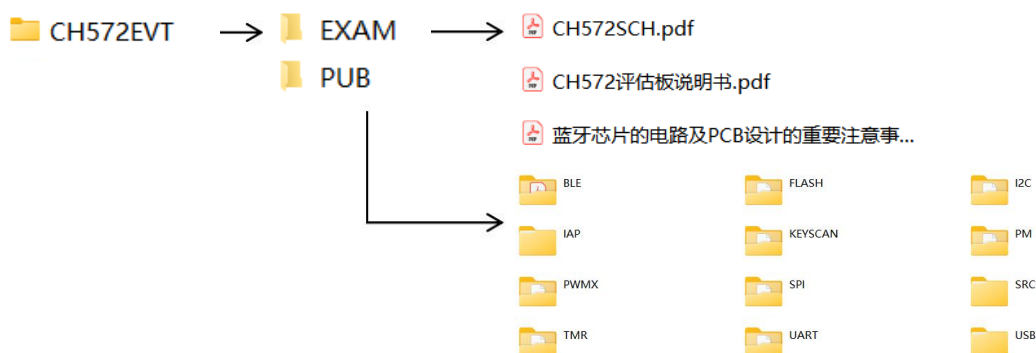 CH572EVT
EXAM
PUB
CH572SCH.pdf
CH572评估板说明书.pdf
蓝牙芯片的电路及PCB设计的重要注意事...
BLE FLASH I2C
IAP KEYSCAN PM
PWMX SPI SRC
TMR UART USB